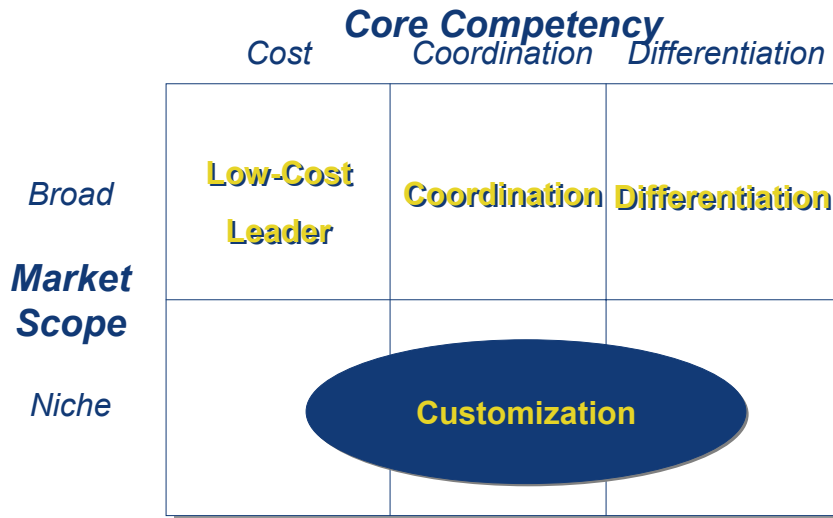 Core Competency
Cost Coordination Differentiation
Broad
Low-Cost
Leader
Coordination
Differentiation
Market
Scope
Niche
Customization